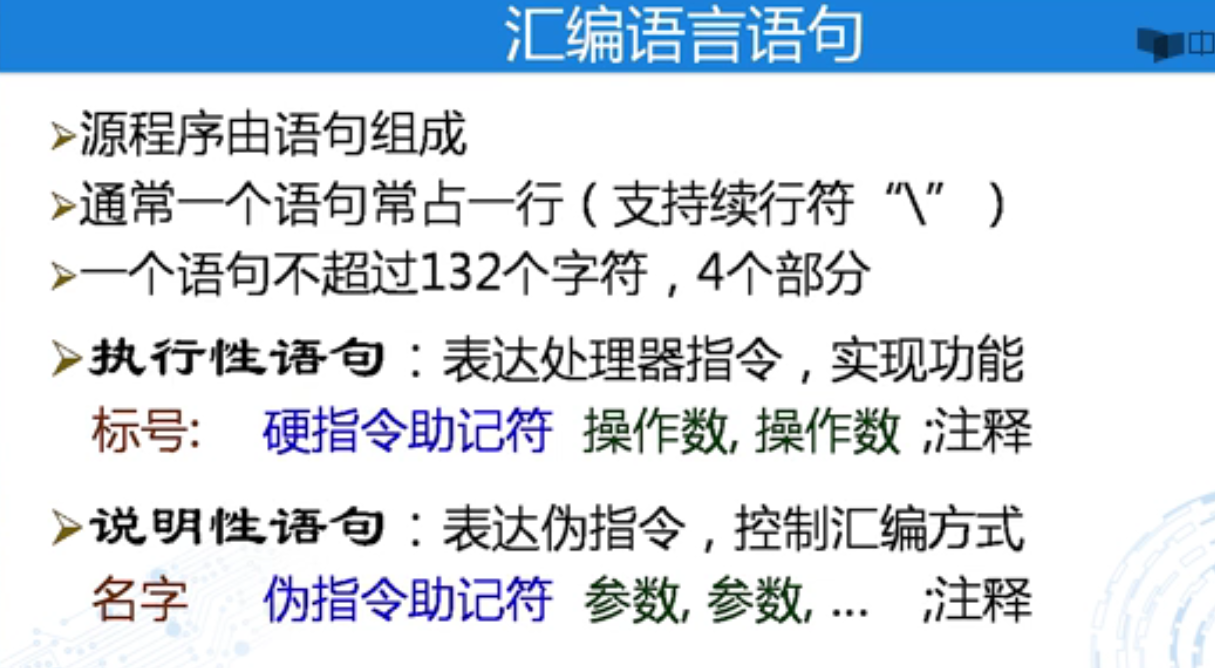 汇编语言语句
中
➢源程序由语句组成
➢通常一个语句常占一行（支持续行符“\”）
➢一个语句不超过132个字符，4个部分
➢执行性语句：表达处理器指令，实现功能
标号: 硬指令助记符 操作数, 操作数 ;注释
➢说明性语句：表达伪指令，控制汇编方式
名字 伪指令助记符 参数, 参数, … ;注释